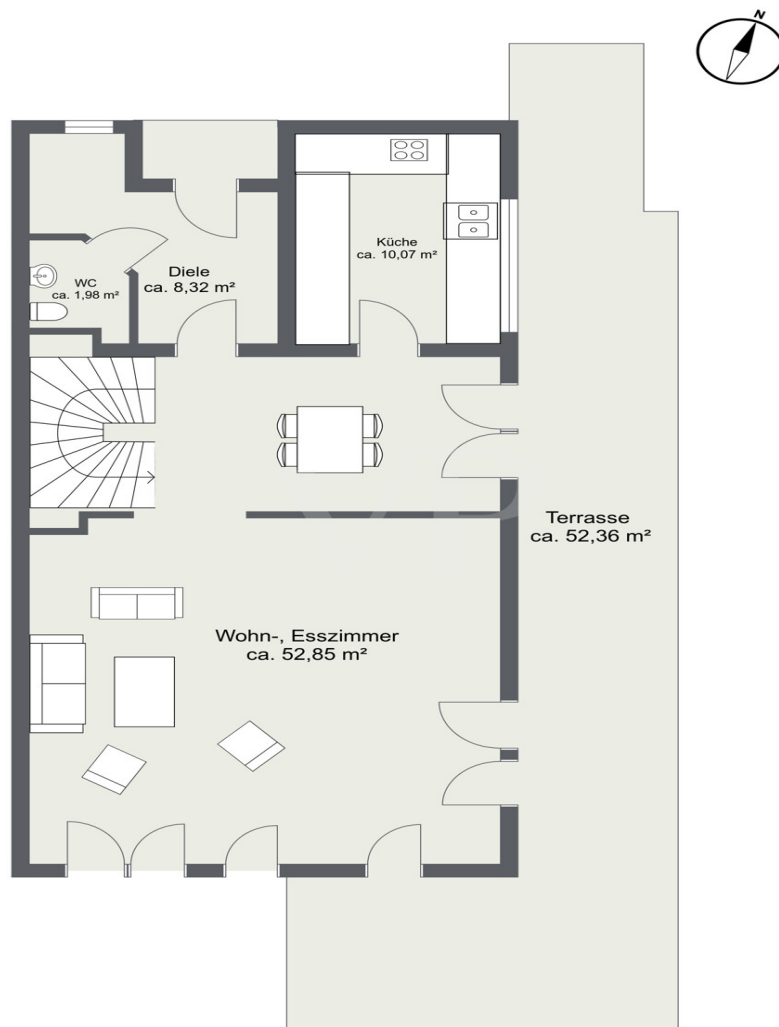 N
Küche
ca. 10,07 m²
Diele
ca. 8,32 m²
WC
ca. 1,98 m²
Terrasse
ca. 52,36 m²
Wohn-, Esszimmer
ca. 52,85 m²